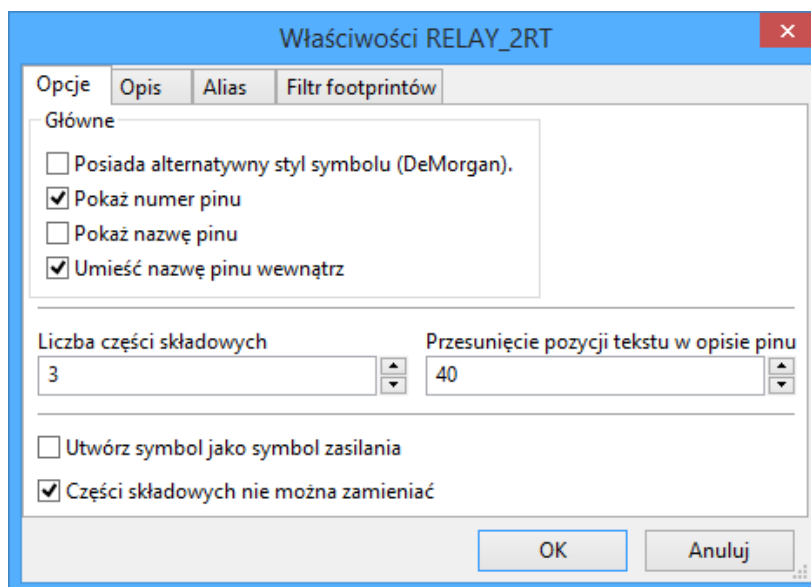 Właściwości RELAY_2RT
Opcje Opis Alias Filtr footprintów
Główne
Posiada alternatywny styl symbolu (DeMorgan).
Pokaż numer pinu
Pokaż nazwę pinu
Umieść nazwę pinu wewnątrz
Liczba części składowych Przesunięcie pozycji tekstu w opisie pinu
3 40
Utwórz symbol jako symbol zasilania
Części składowych nie można zamieniać
OK Anuluj